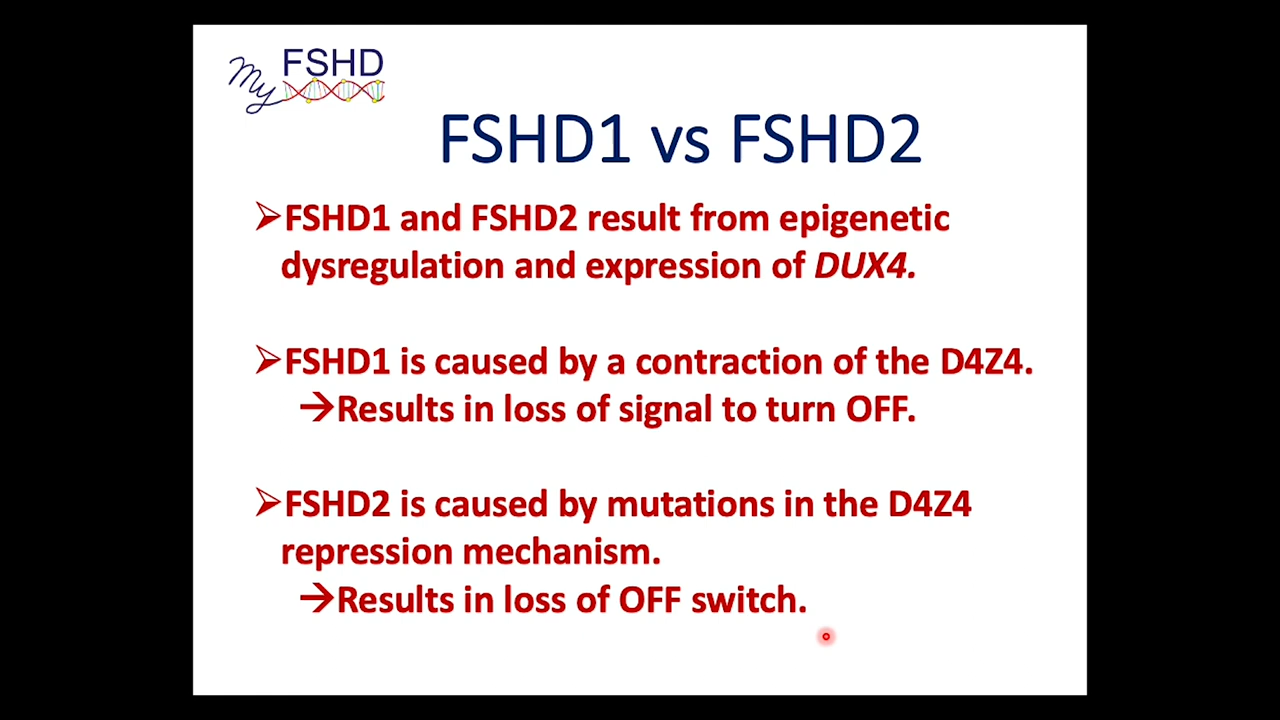 My FSHD
FSHD1 vs FSHD2
➢FSHD1 and FSHD2 result from epigenetic
dysregulation and expression of DUX4.
➢FSHD1 is caused by a contraction of the D4Z4.
→Results in loss of signal to turn OFF.
➢FSHD2 is caused by mutations in the D4Z4
repression mechanism.
→Results in loss of OFF switch.